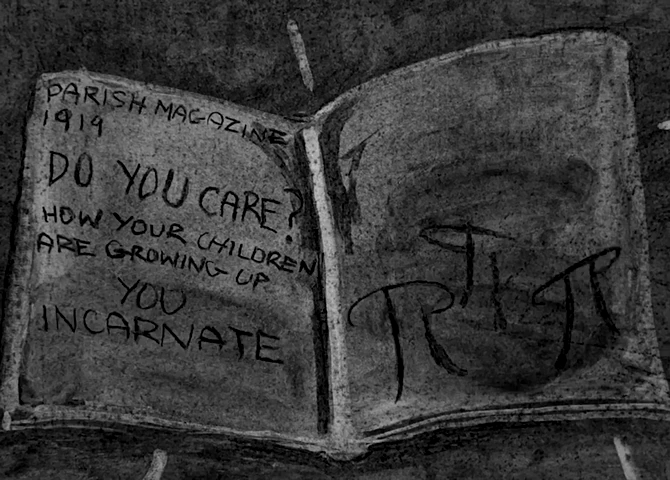 PARISH MAGAZINE
1919
DO YOU CARE?
HOW YOUR CHILDREN
ARE GROWING UP
YOU
INCARNATE